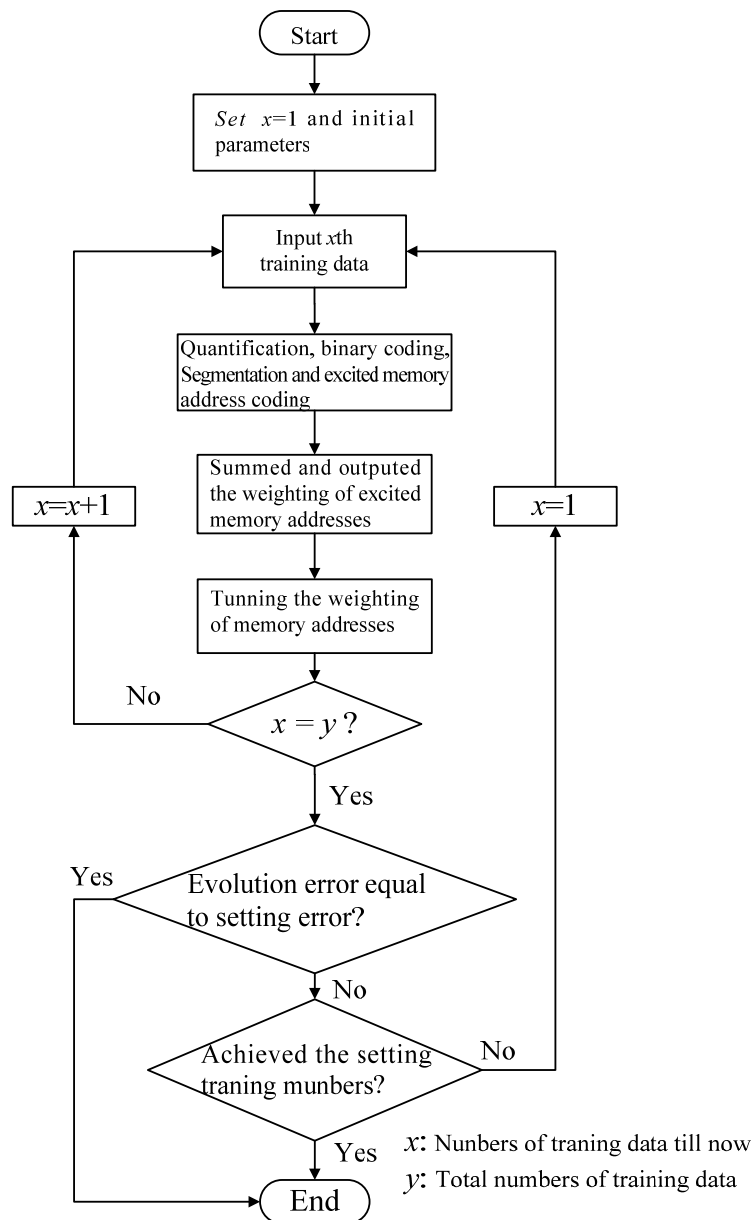 Start
Set x=1 and initial
parameters
Input xth
training data
Quantification, binary coding,
Segmentation and excited memory
address coding
Summed and outputed
the weighting of excited
memory addresses
x=x+1
x=1
Tunning the weighting
of memory addresses
No
x = y ?
Yes
Yes
Evolution error equal
to setting error?
No
Achieved the setting
traning munbers?
No
Yes
x: Nunbers of traning data till now
y: Total numbers of training data
End